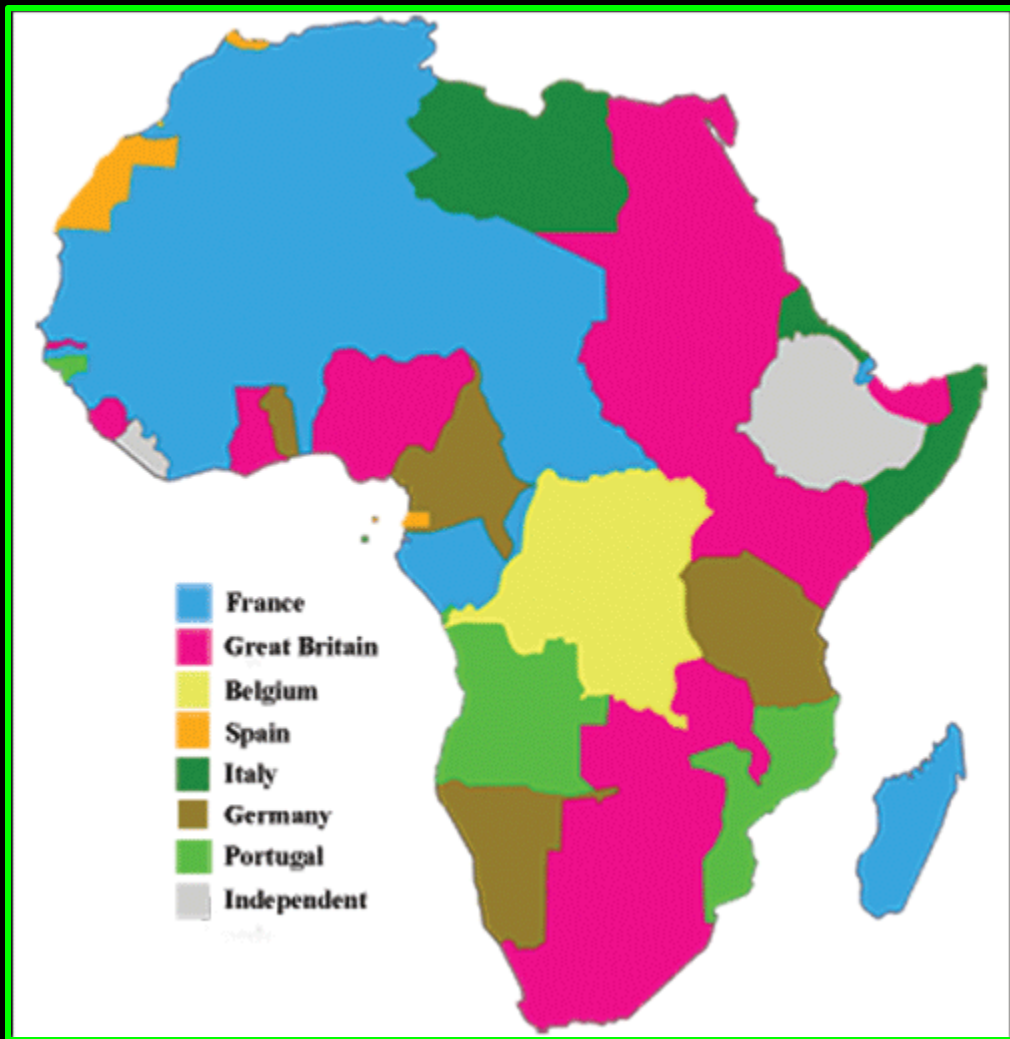 France
Great Britain
Belgium
Spain
Italy
Germany
Portugal
Independent